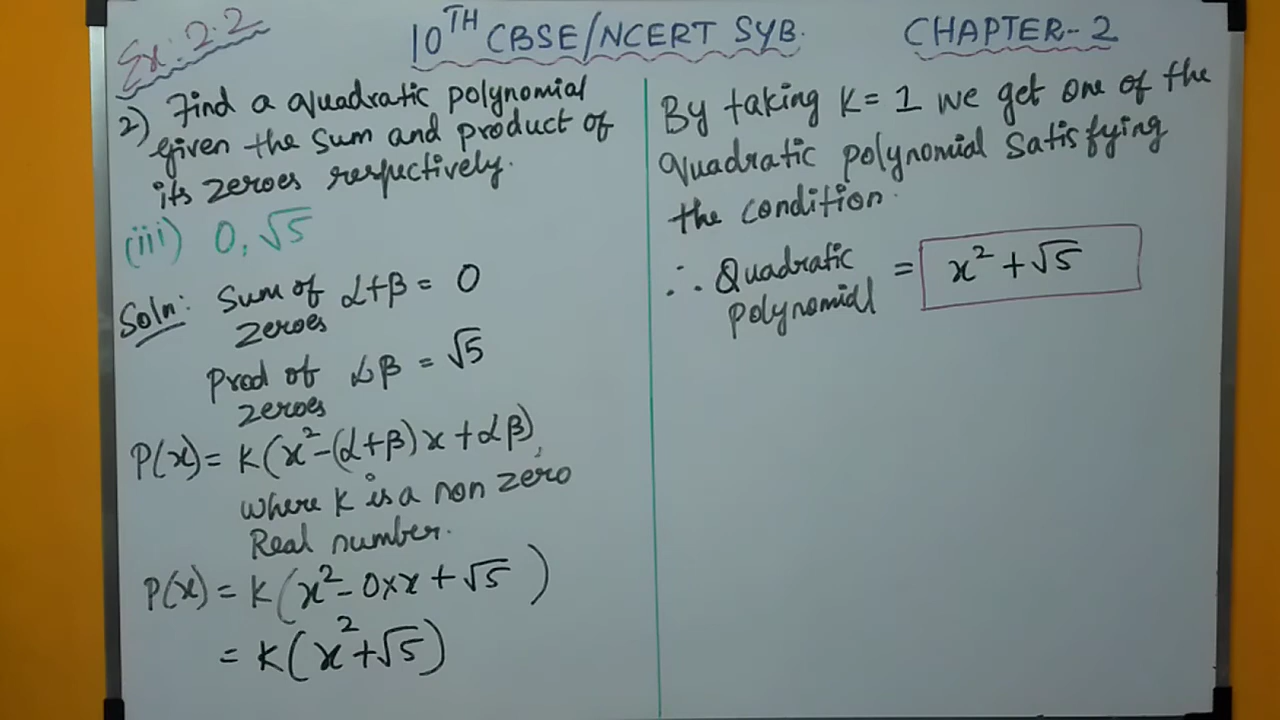 Ex: 2.2
10TH CBSE/NCERT SYB. CHAPTER-2
2) Find a quadratic polynomial
given the sum and product of
its zeroes respectively.
(iii) 0, √5
Soln: Sum of zeroes α+β = 0
Prod of zeroes αβ = √5
P(x) = K(x²-(α+β)x+αβ),
where K is a non zero
Real number.
P(x) = K(x²-0×x+√5)
= K(x²+√5)
By taking K = 1 we get one of the
Quadratic polynomial Satisfying
the condition.
∴ Quadratic polynomial = x²+√5